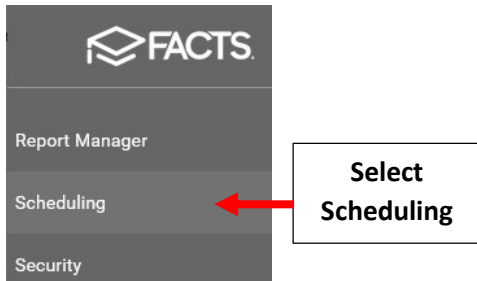 FACTS.
Report Manager
Scheduling
Select
Scheduling
Security